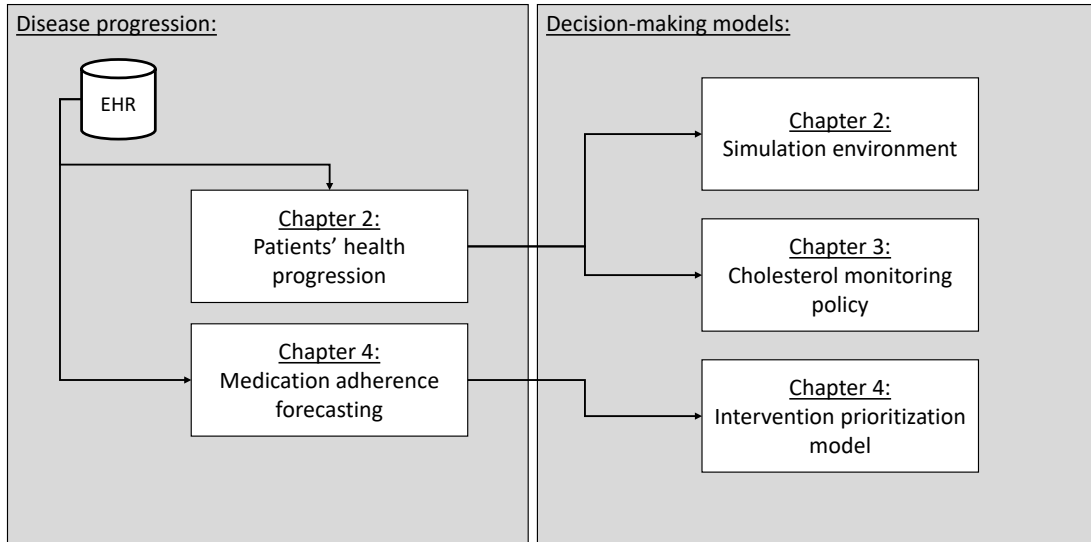 Disease progression:
EHR
Chapter 2:
Patients’ health
progression
Chapter 4:
Medication adherence
forecasting
Decision-making models:
Chapter 2:
Simulation environment
Chapter 3:
Cholesterol monitoring
policy
Chapter 4:
Intervention prioritization
model